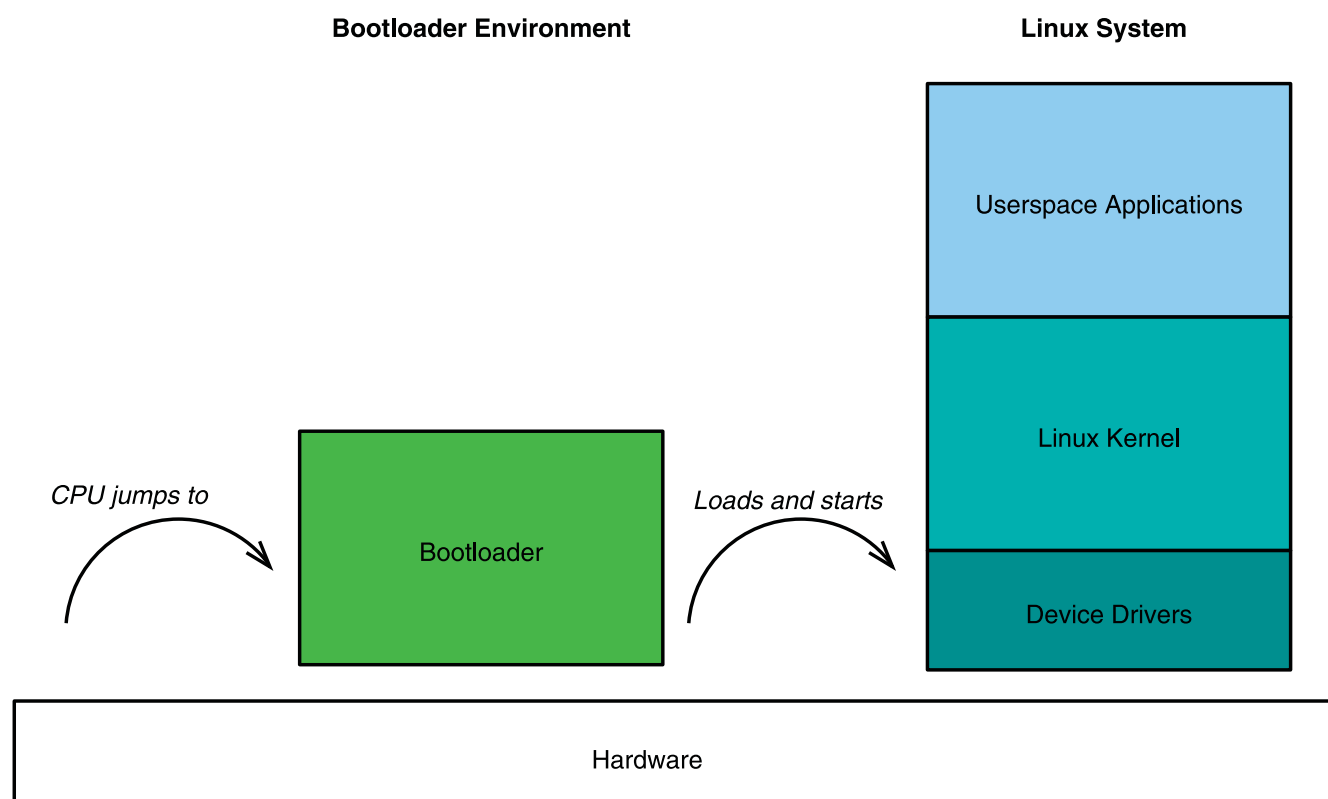 Bootloader Environment
Linux System
Userspace Applications
Linux Kernel
CPU jumps to
Loads and starts
Bootloader
Device Drivers
Hardware